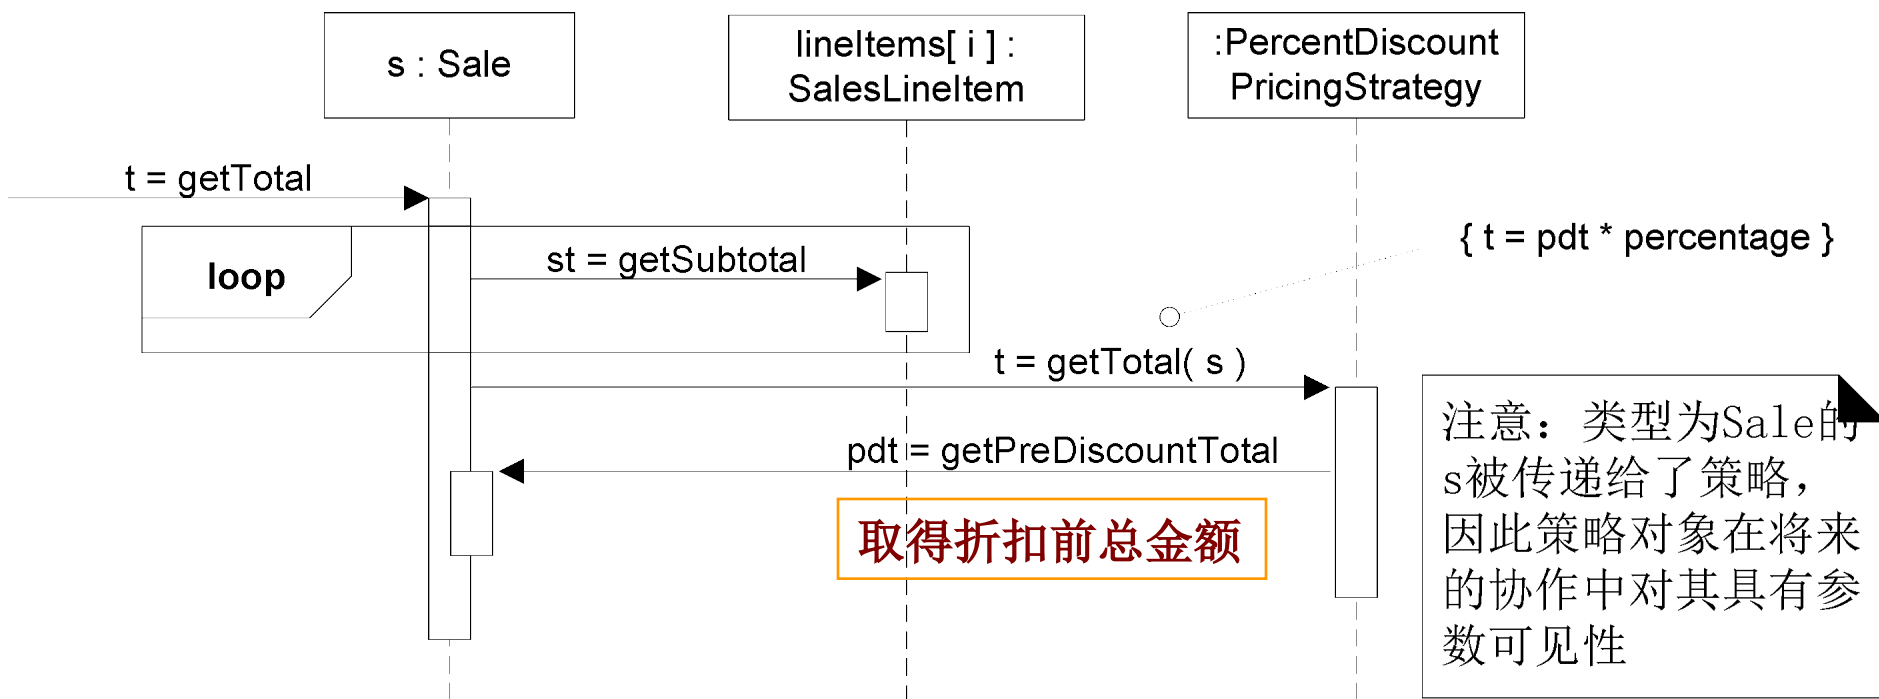 s : Sale
lineItems[ i ] :
SalesLineItem
:PercentDiscount
PricingStrategy
t = getTotal
loop
st = getSubtotal
{ t = pdt * percentage }
t = getTotal( s )
pdt = getPreDiscountTotal
取得折扣前总金额
注意：类型为Sale的
s被传递给了策略，
因此策略对象在将来
的协作中对其具有参
数可见性